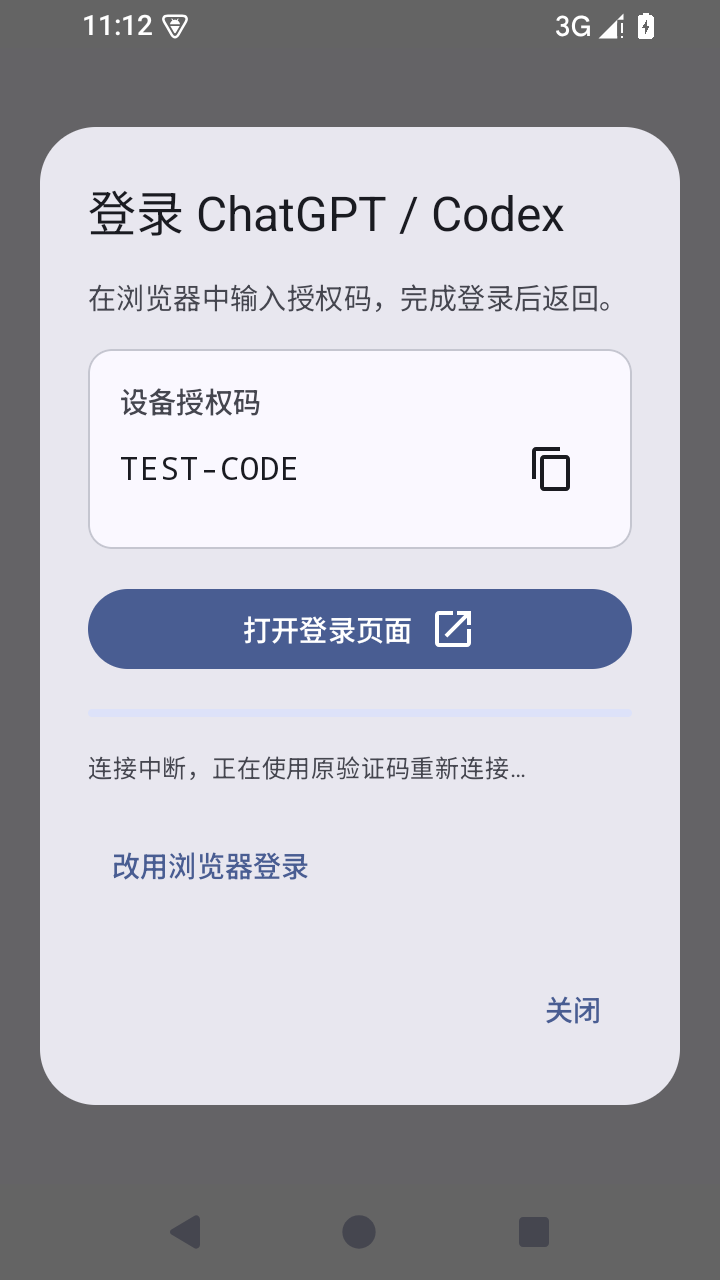 11:12
3G
登录 ChatGPT / Codex
在浏览器中输入授权码，完成登录后返回。
设备授权码
TEST-CODE
打开登录页面
连接中断，正在使用原验证码重新连接…
改用浏览器登录
关闭